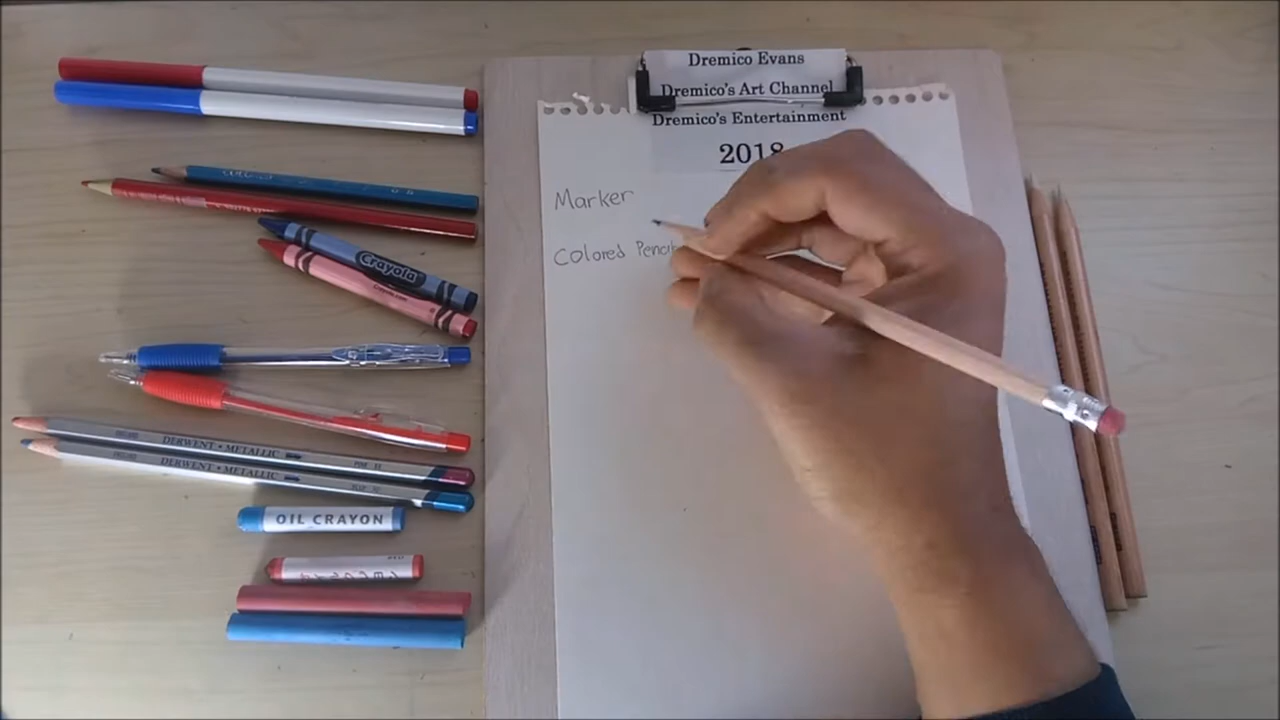 Dremico Evans
Dremico's Art Channel
Dremico's Entertainment
2018
Marker
Colored Pencil
Crayola
DERWENT • METALLIC
DERWENT • METALLIC
OIL CRAYON